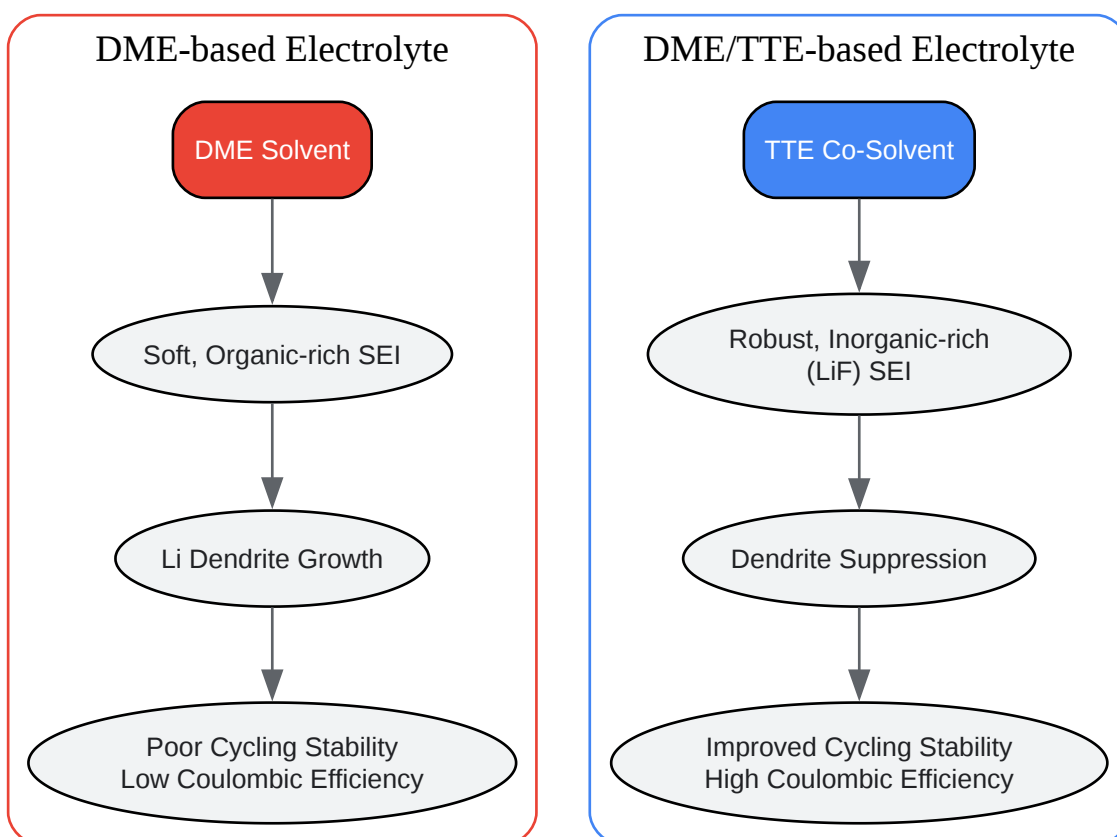 DME-based Electrolyte
DME Solvent
Soft, Organic-rich SEI
Li Dendrite Growth
Poor Cycling Stability
Low Coulombic Efficiency
DME/TTE-based Electrolyte
TTE Co-Solvent
Robust, Inorganic-rich
(LiF) SEI
Dendrite Suppression
Improved Cycling Stability
High Coulombic Efficiency